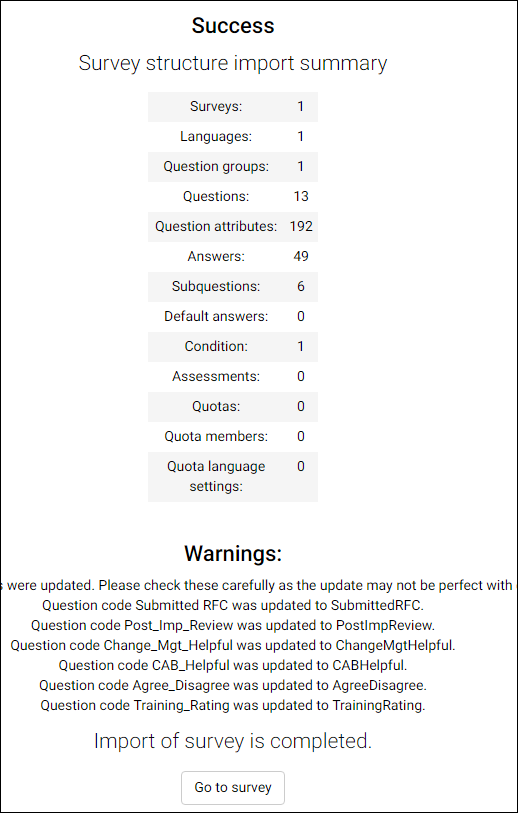 Success
Survey structure import summary
Surveys: 1
Languages: 1
Question groups: 1
Questions: 13
Question attributes: 192
Answers: 49
Subquestions: 6
Default answers: 0
Condition: 1
Assessments: 0
Quotas: 0
Quota members: 0
Quota language 0
settings:
Warnings:
s were updated. Please check these carefully as the update may not be perfect with
Question code Submitted RFC was updated to SubmittedRFC.
Question code Post_Imp_Review was updated to PostImpReview.
Question code Change_Mgt_Helpful was updated to ChangeMgtHelpful.
Question code CAB_Helpful was updated to CABHelpful.
Question code Agree_Disagree was updated to AgreeDisagree.
Question code Training_Rating was updated to TrainingRating.
Import of survey is completed.
Go to survey